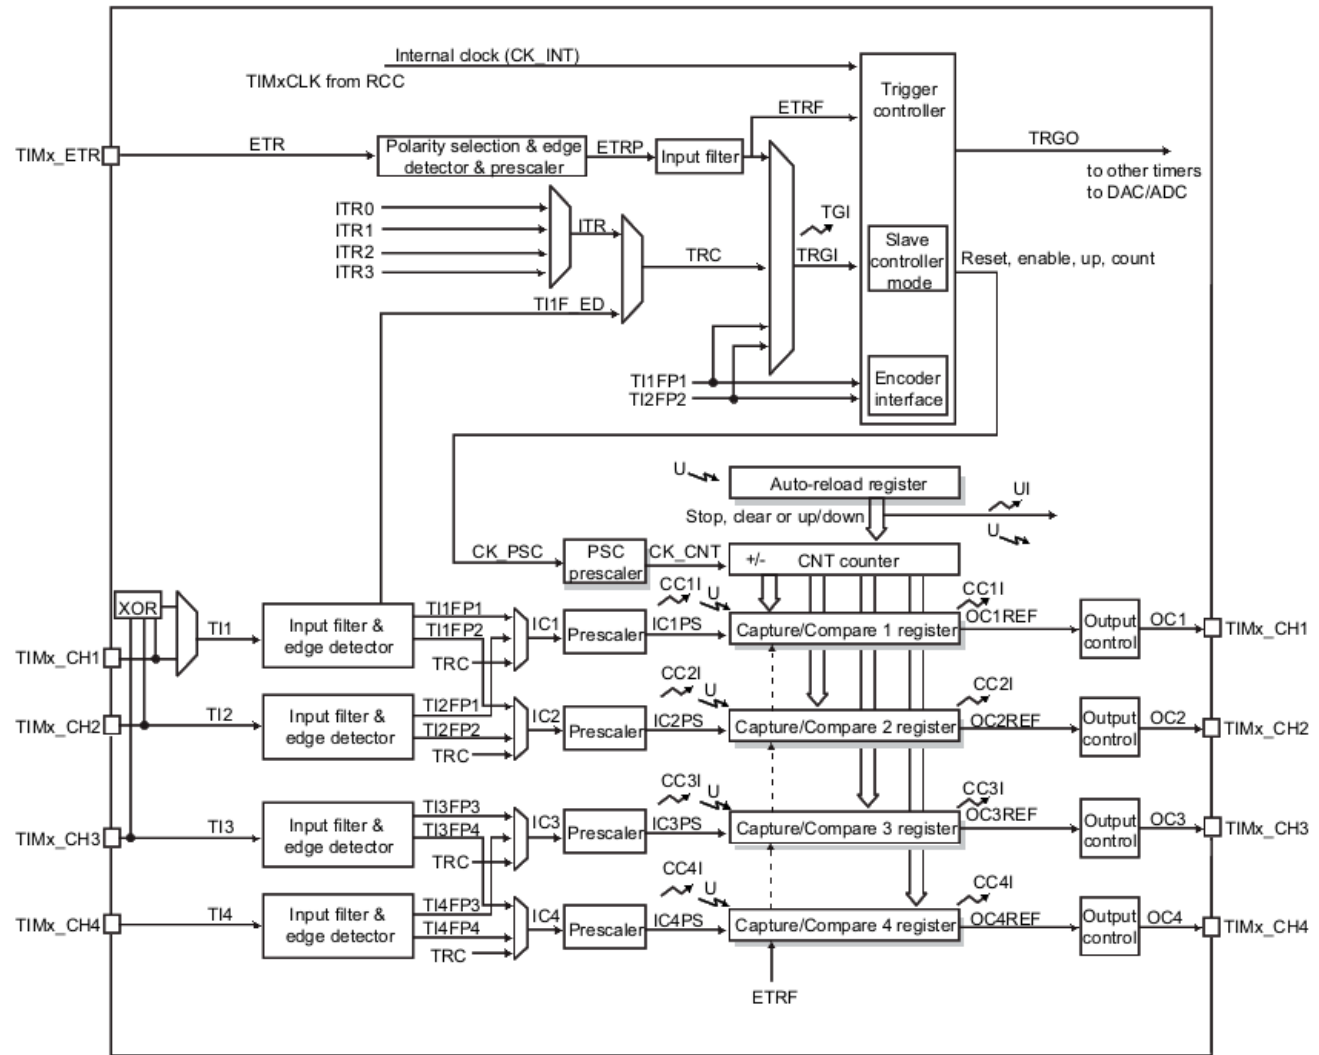 Internal clock (CK_INT)
TIMxCLK from RCC
Trigger
controller
ETRF
TIMx_ETR
ETR
Polarity selection & edge
detector & prescaler
ETRP
Input filter
TRGO
to other timers
to DAC/ADC
ITR0
ITR1
ITR2
ITR3
ITR
TRC
TGI
TRGI
Slave
controller
mode
Reset, enable, up, count
TI1F_ED
TI1FP1
TI2FP2
Encoder
interface
U
Auto-reload register
UI
Stop, clear or up/down
U
CK_PSC
PSC
prescaler
CK_CNT
+/-
CNT counter
XOR
TI1
TIMx_CH1
Input filter &
edge detector
TI1FP1
TI1FP2
TRC
IC1
Prescaler
IC1PS
CC1I
U
Capture/Compare 1 register
CC1I
OC1REF
Output
control
OC1
TIMx_CH1
TIMx_CH2
TI2
Input filter &
edge detector
TI2FP1
TI2FP2
TRC
IC2
Prescaler
IC2PS
CC2I
U
Capture/Compare 2 register
CC2I
OC2REF
Output
control
OC2
TIMx_CH2
TIMx_CH3
TI3
Input filter &
edge detector
TI3FP3
TI3FP4
TRC
IC3
Prescaler
IC3PS
CC3I
U
Capture/Compare 3 register
CC3I
OC3REF
Output
control
OC3
TIMx_CH3
TIMx_CH4
TI4
Input filter &
edge detector
TI4FP3
TI4FP4
TRC
IC4
Prescaler
IC4PS
CC4I
U
Capture/Compare 4 register
CC4I
OC4REF
Output
control
OC4
TIMx_CH4
ETRF